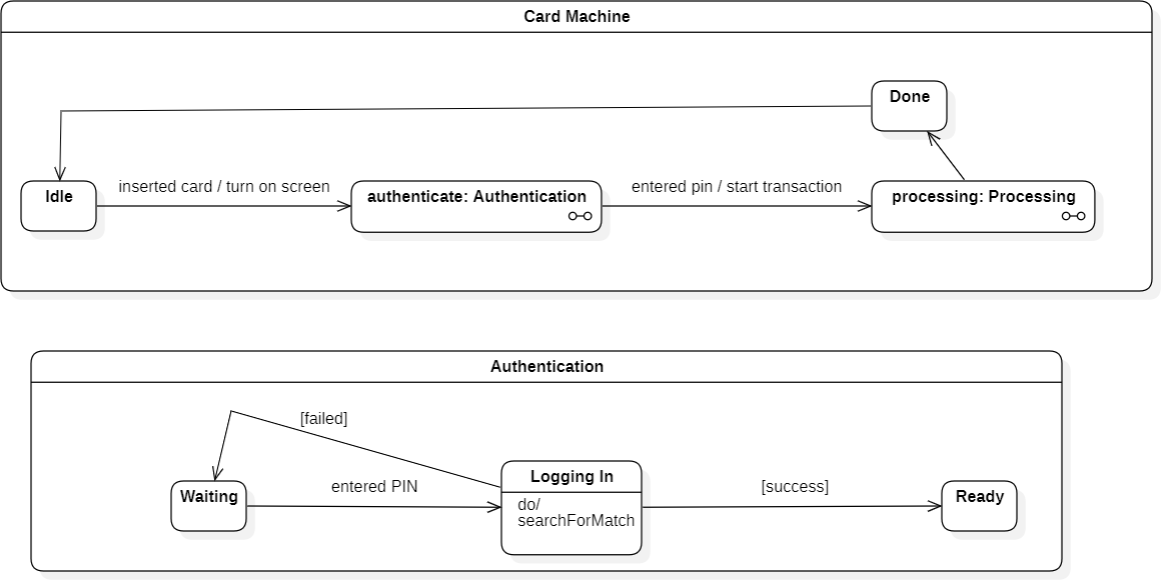 Card Machine
Done
Idle
inserted card / turn on screen
authenticate: Authentication
entered pin / start transaction
processing: Processing
Authentication
[failed]
Waiting
entered PIN
Logging In
do/
searchForMatch
[success]
Ready